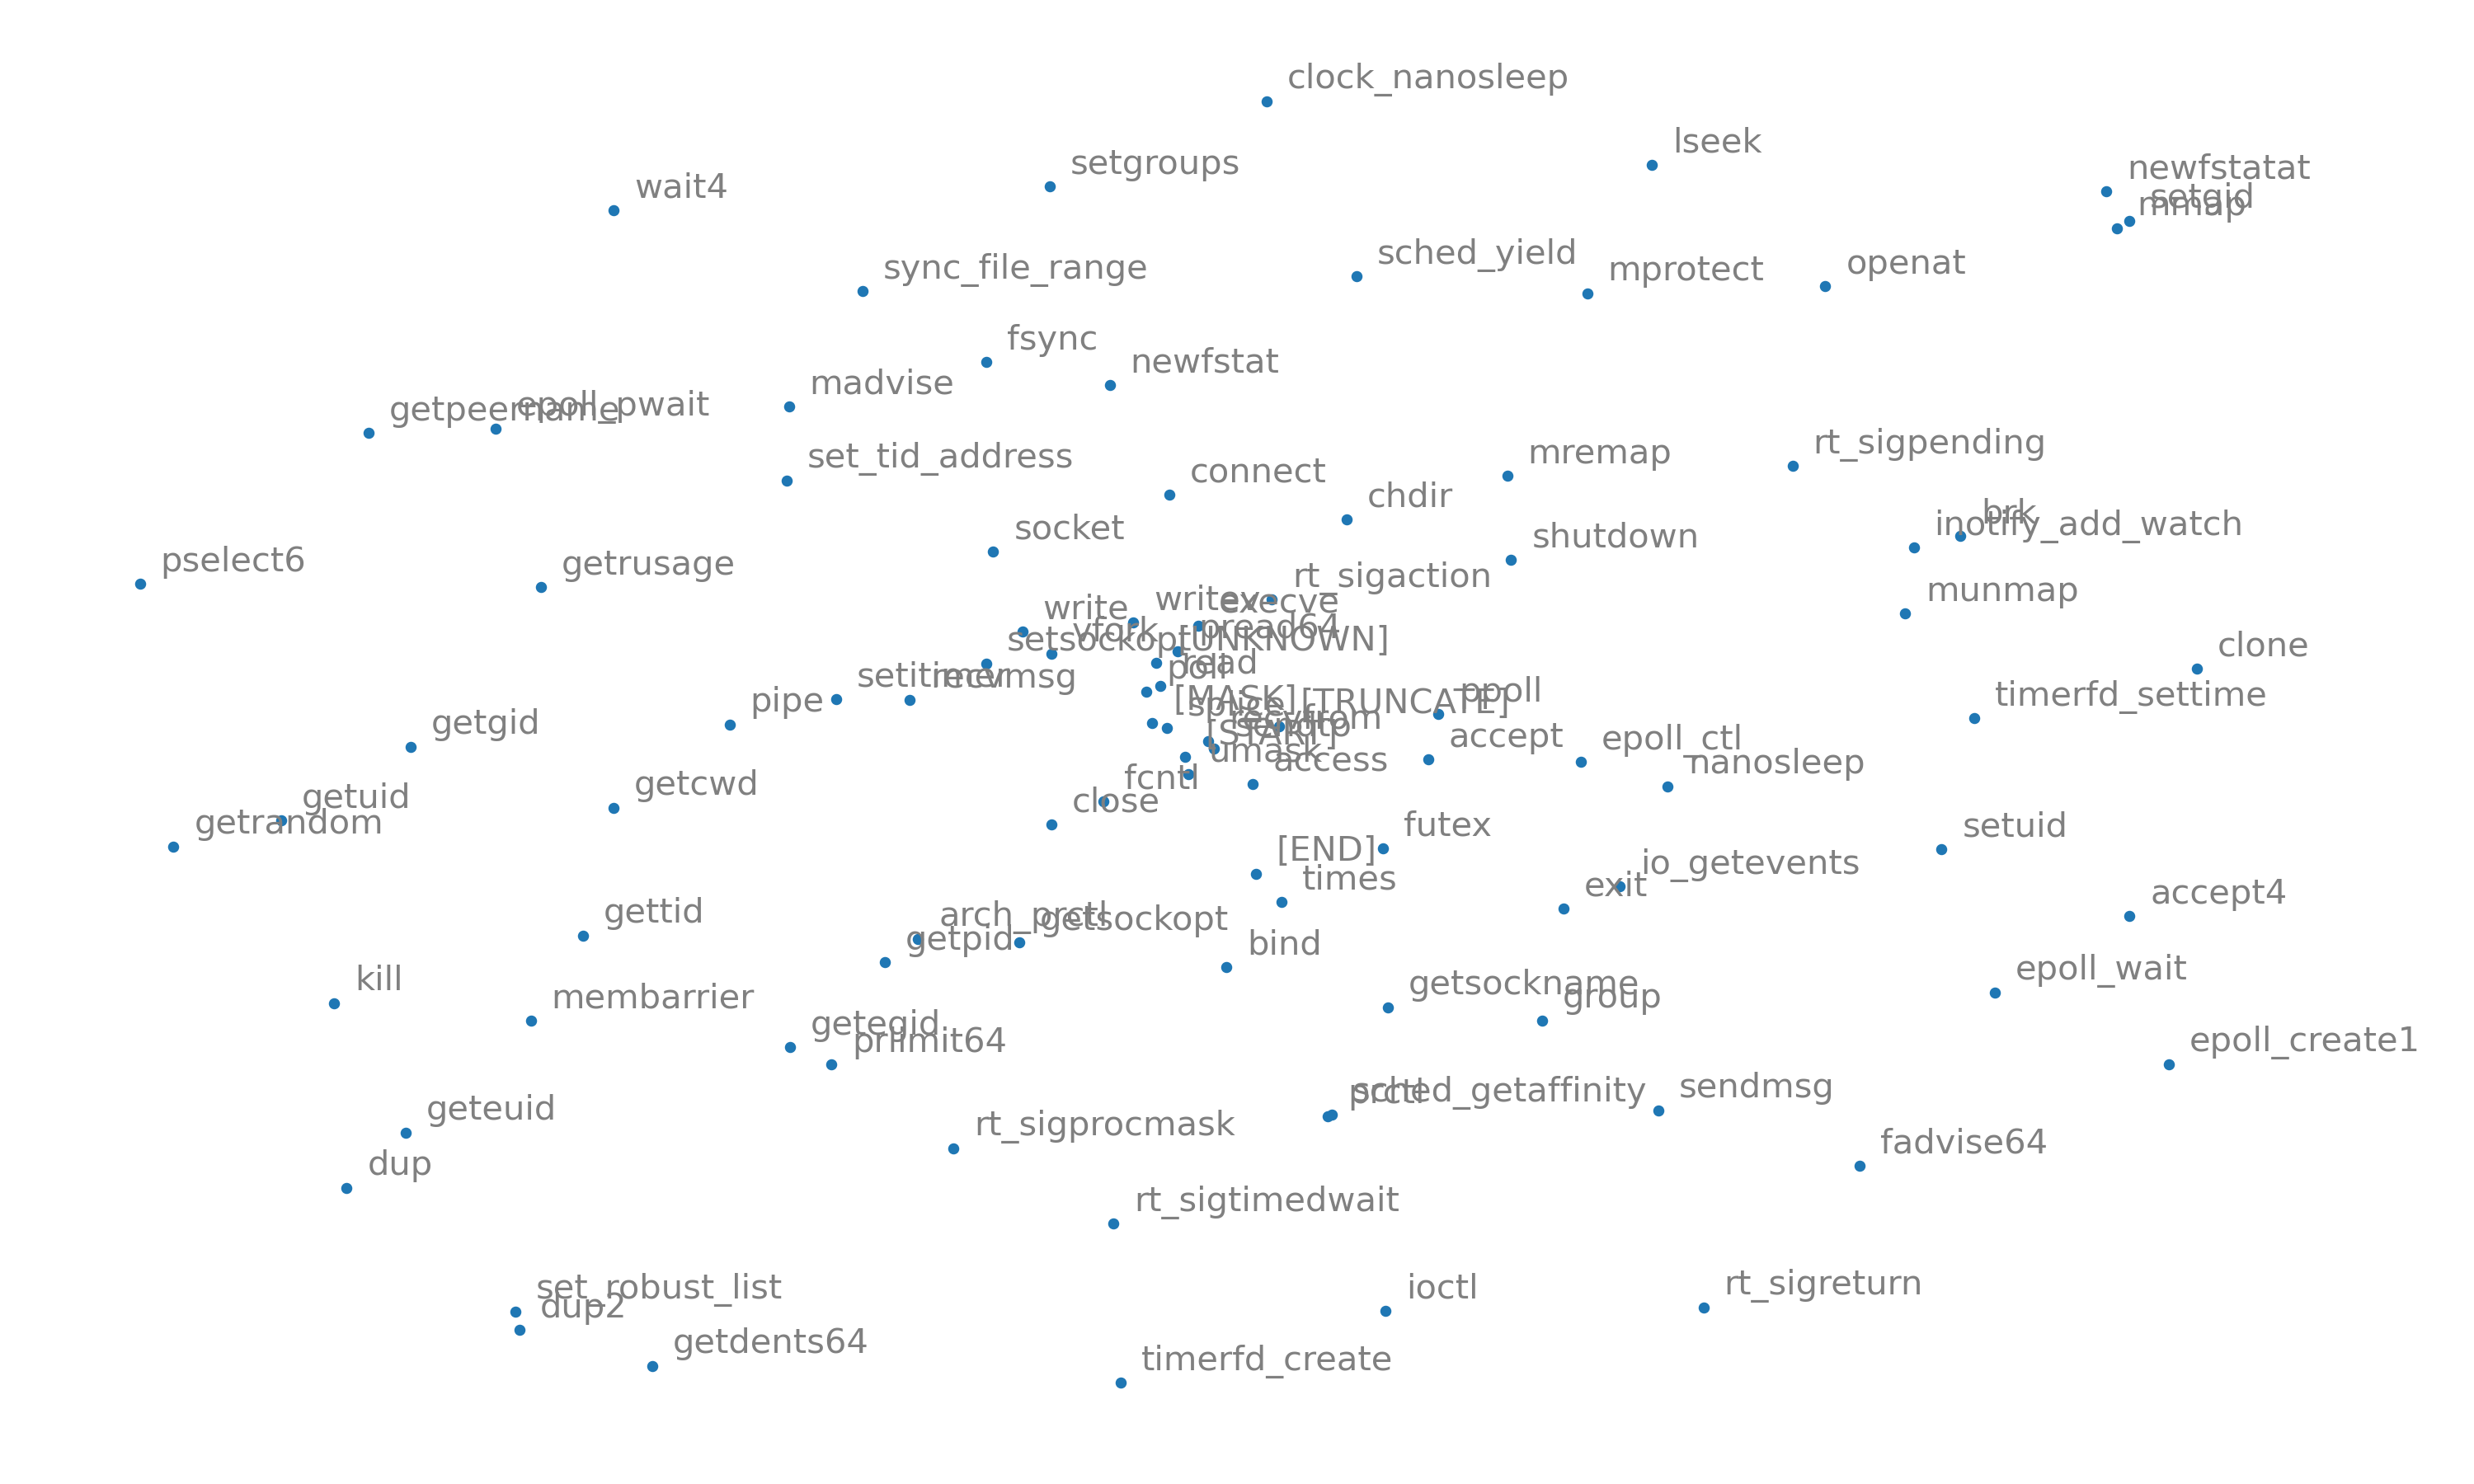 clock_nanosleep
lseek
newfstatat
setgroups
wait4
setgid
mmap
sched_yield
openat
sync_file_range
mprotect
fsync
newfstat
madvise
epoll_pwait
getpeername
rt_sigpending
mremap
set_tid_address
connect
chdir
brk
inotify_add_watch
socket
shutdown
pselect6
getrusage
rt_sigaction
munmap
writev
execve
write
pread64
vfork
setsockopt
[UNKNOWN]
clone
read
poll
setitimer
recvmsg
ppoll
timerfd_settime
[MASK]
[TRUNCATE]
pipe
splice
recvfrom
sendto
getgid
[START]
accept
epoll_ctl
umask
access
nanosleep
fcntl
getcwd
getuid
close
getrandom
futex
setuid
[END]
io_getevents
times
exit
accept4
gettid
arch_prctl
getsockopt
getpid
bind
epoll_wait
kill
getsockname
membarrier
group
getegid
prlimit64
epoll_create1
sched_getaffinity
prctl
sendmsg
geteuid
rt_sigprocmask
fadvise64
dup
rt_sigtimedwait
rt_sigreturn
set_robust_list
ioctl
dup2
getdents64
timerfd_create